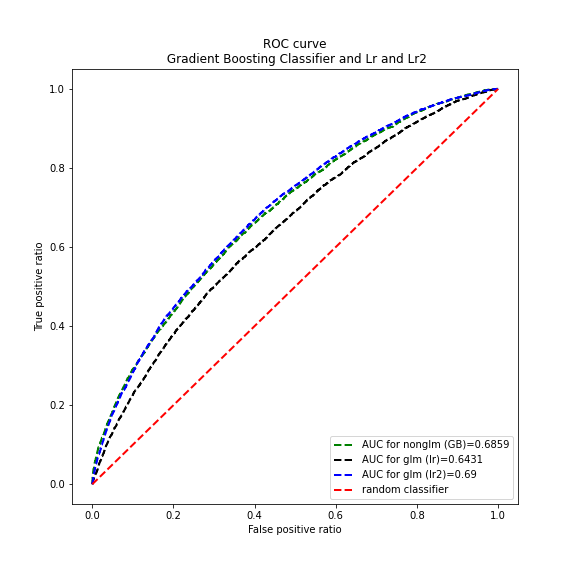 ROC curve
Gradient Boosting Classifier and Lr and Lr2
True positive ratio
1.0
0.8
0.6
0.4
0.2
0.0
AUC for nonglm (GB)=0.6859
AUC for glm (lr)=0.6431
AUC for glm (lr2)=0.69
random classifier
0.0 0.2 0.4 0.6 0.8 1.0
False positive ratio